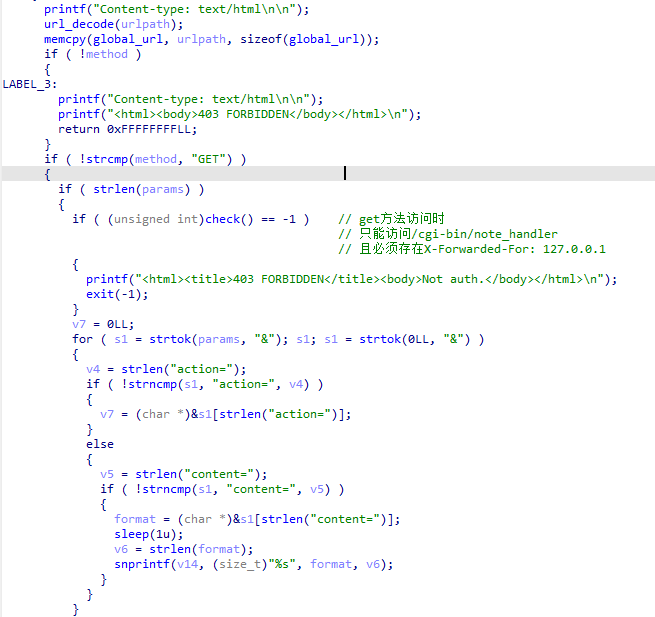 printf("Content-type: text/html\n\n");
url_decode(urlpath);
memcpy(global_url, urlpath, sizeof(global_url));
if ( !method )
{
LABEL_3:
printf("Content-type: text/html\n\n");
printf("<html><body>403 FORBIDDEN</body></html>\n");
return 0xFFFFFFFFLL;
}
if ( !strcmp(method, "GET") )
{
if ( strlen(params) )
{
if ( (unsigned int)check() == -1 ) // get方法访问时
// 只能访问/cgi-bin/note_handler
// 且必须存在X-Forwarded-For: 127.0.0.1
{
printf("<html><title>403 FORBIDDEN</title><body>Not auth.</body></html>\n");
exit(-1);
}
v7 = 0LL;
for ( s1 = strtok(params, "&"); s1; s1 = strtok(0LL, "&") )
{
v4 = strlen("action=");
if ( !strncmp(s1, "action=", v4) )
{
v7 = (char *)&s1[strlen("action=")];
}
else
{
v5 = strlen("content=");
if ( !strncmp(s1, "content=", v5) )
{
format = (char *)&s1[strlen("content=")];
sleep(1u);
v6 = strlen(format);
snprintf(v14, (size_t)"%s", format, v6);
}
}
}